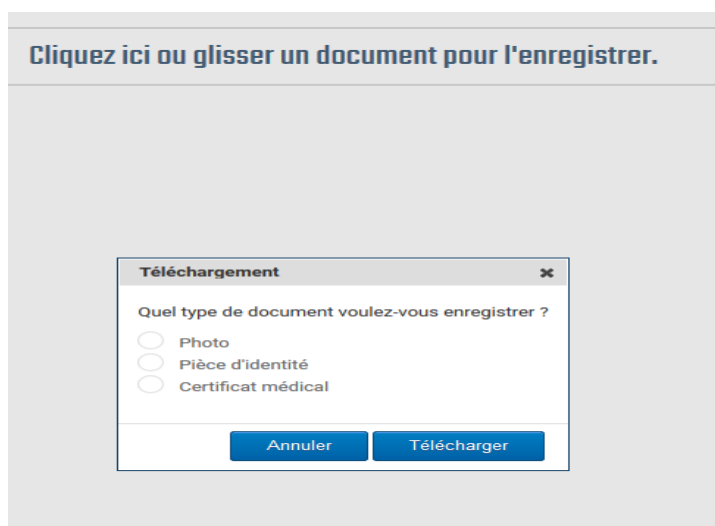 Cliquez ici ou glisser un document pour l'enregistrer.
Téléchargement
Quel type de document voulez-vous enregistrer ?
Photo
Pièce d'identité
Certificat médical
Annuler Télécharger